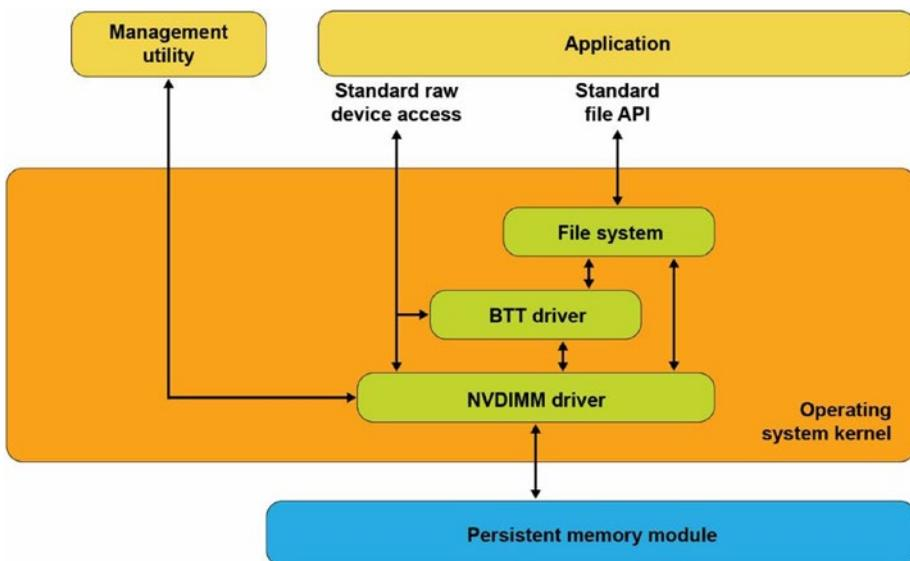 Management
utility
Application
Standard raw
device access
Standard
file API
File system
BTT driver
NVDIMM driver
Operating
system kernel
Persistent memory module